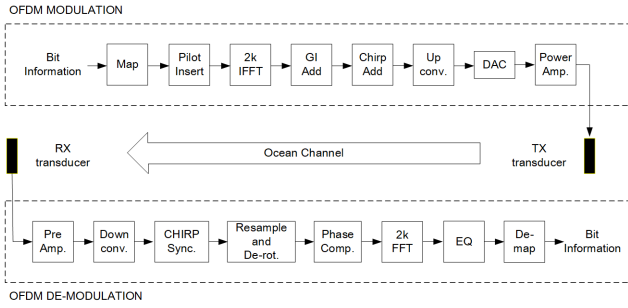 OFDM MODULATION
Bit
Information
Map
Pilot
Insert
2k
IFFT
GI
Add
Chirp
Add
Up
conv.
DAC
Power
Amp.
RX
transducer
Ocean Channel
TX
transducer
Pre
Amp.
Down
conv.
CHIRP
Sync.
Resample
and
De-rot.
Phase
Comp.
2k
FFT
EQ
De-
map
Bit
Information
OFDM DE-MODULATION